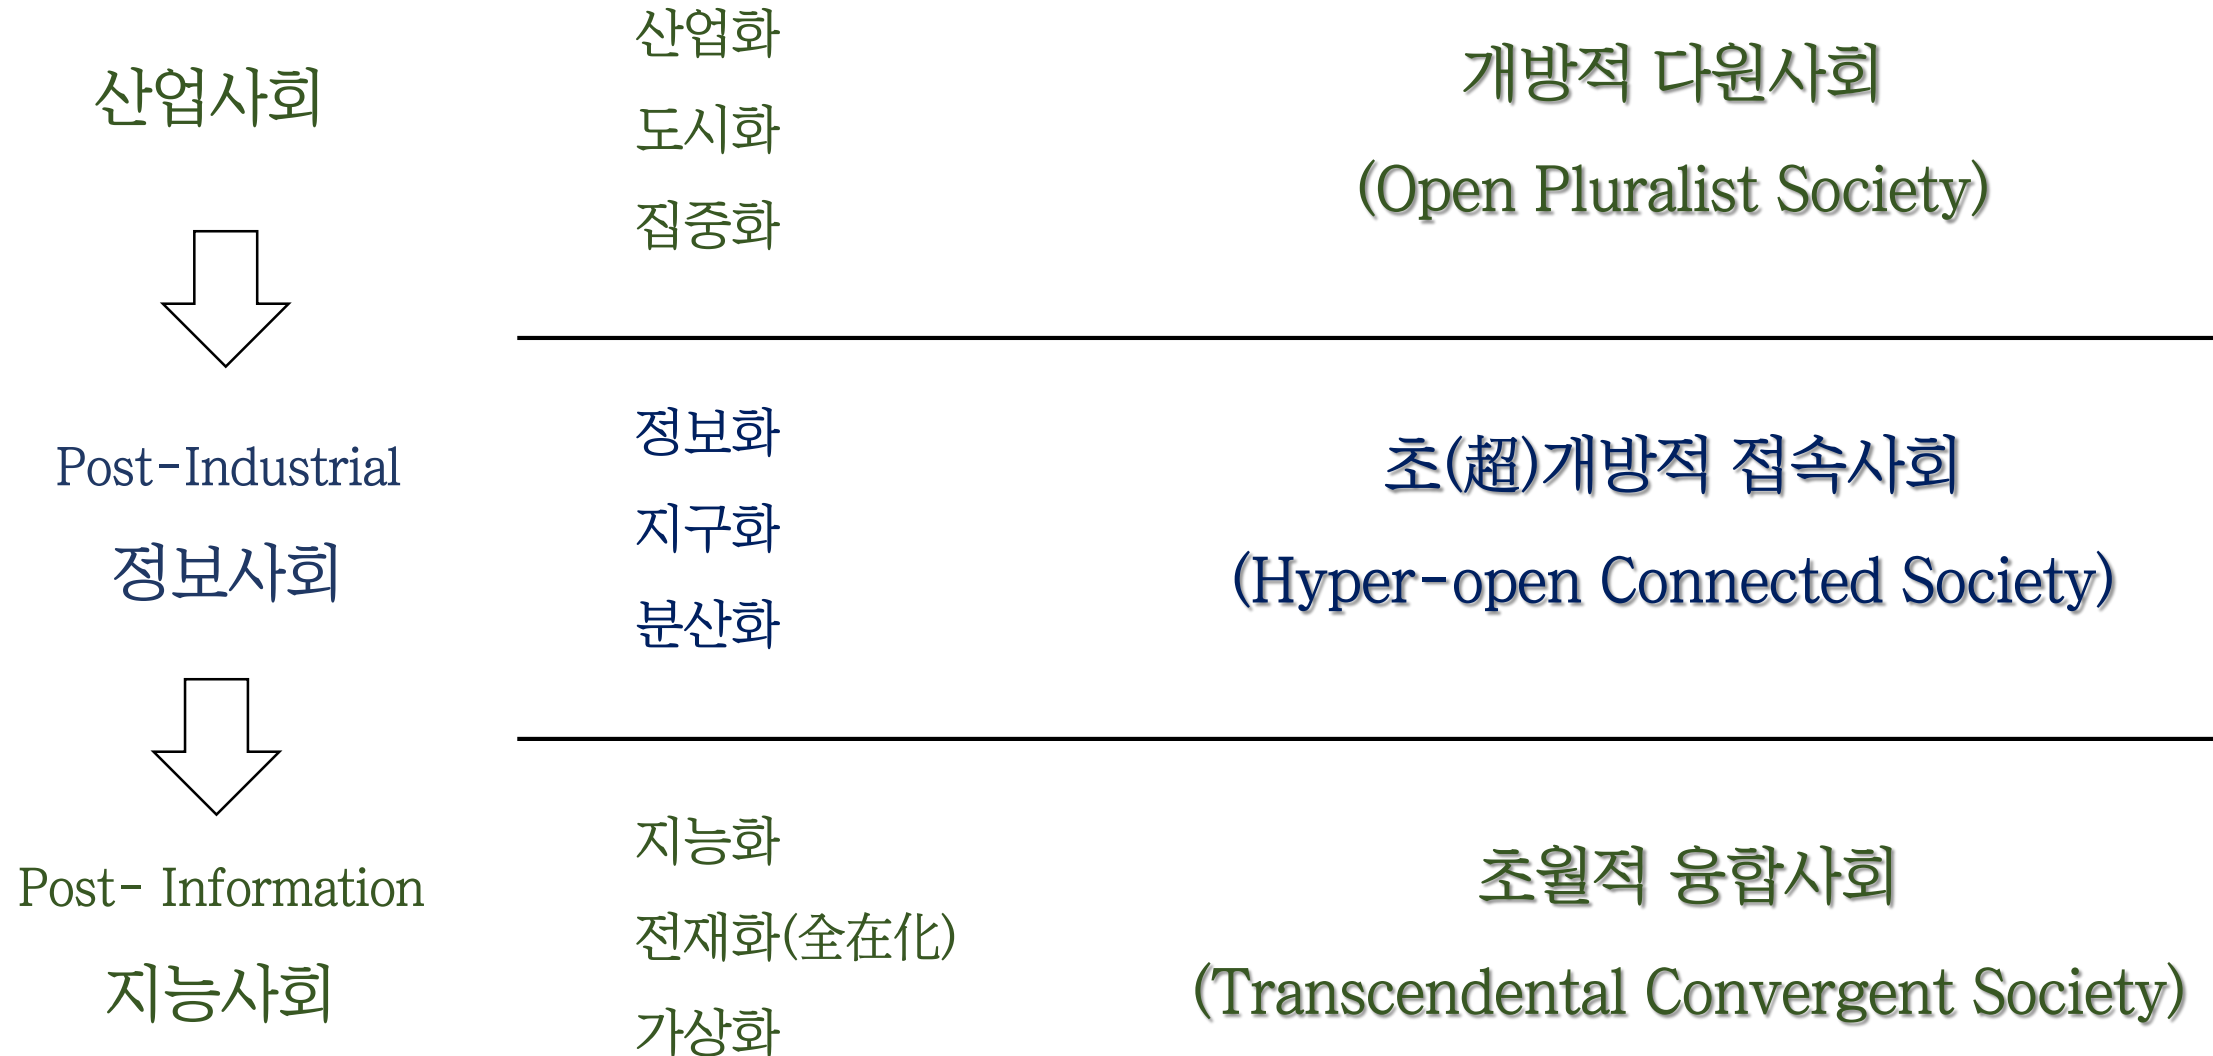 산업사회
산업화
도시화
집중화
개방적 다원사회
(Open Pluralist Society)
Post-Industrial
정보사회
정보화
지구화
분산화
초(超)개방적 접속사회
(Hyper-open Connected Society)
Post- Information
지능사회
지능화
전재화(全在化)
가상화
초월적 융합사회
(Transcendental Convergent Society)